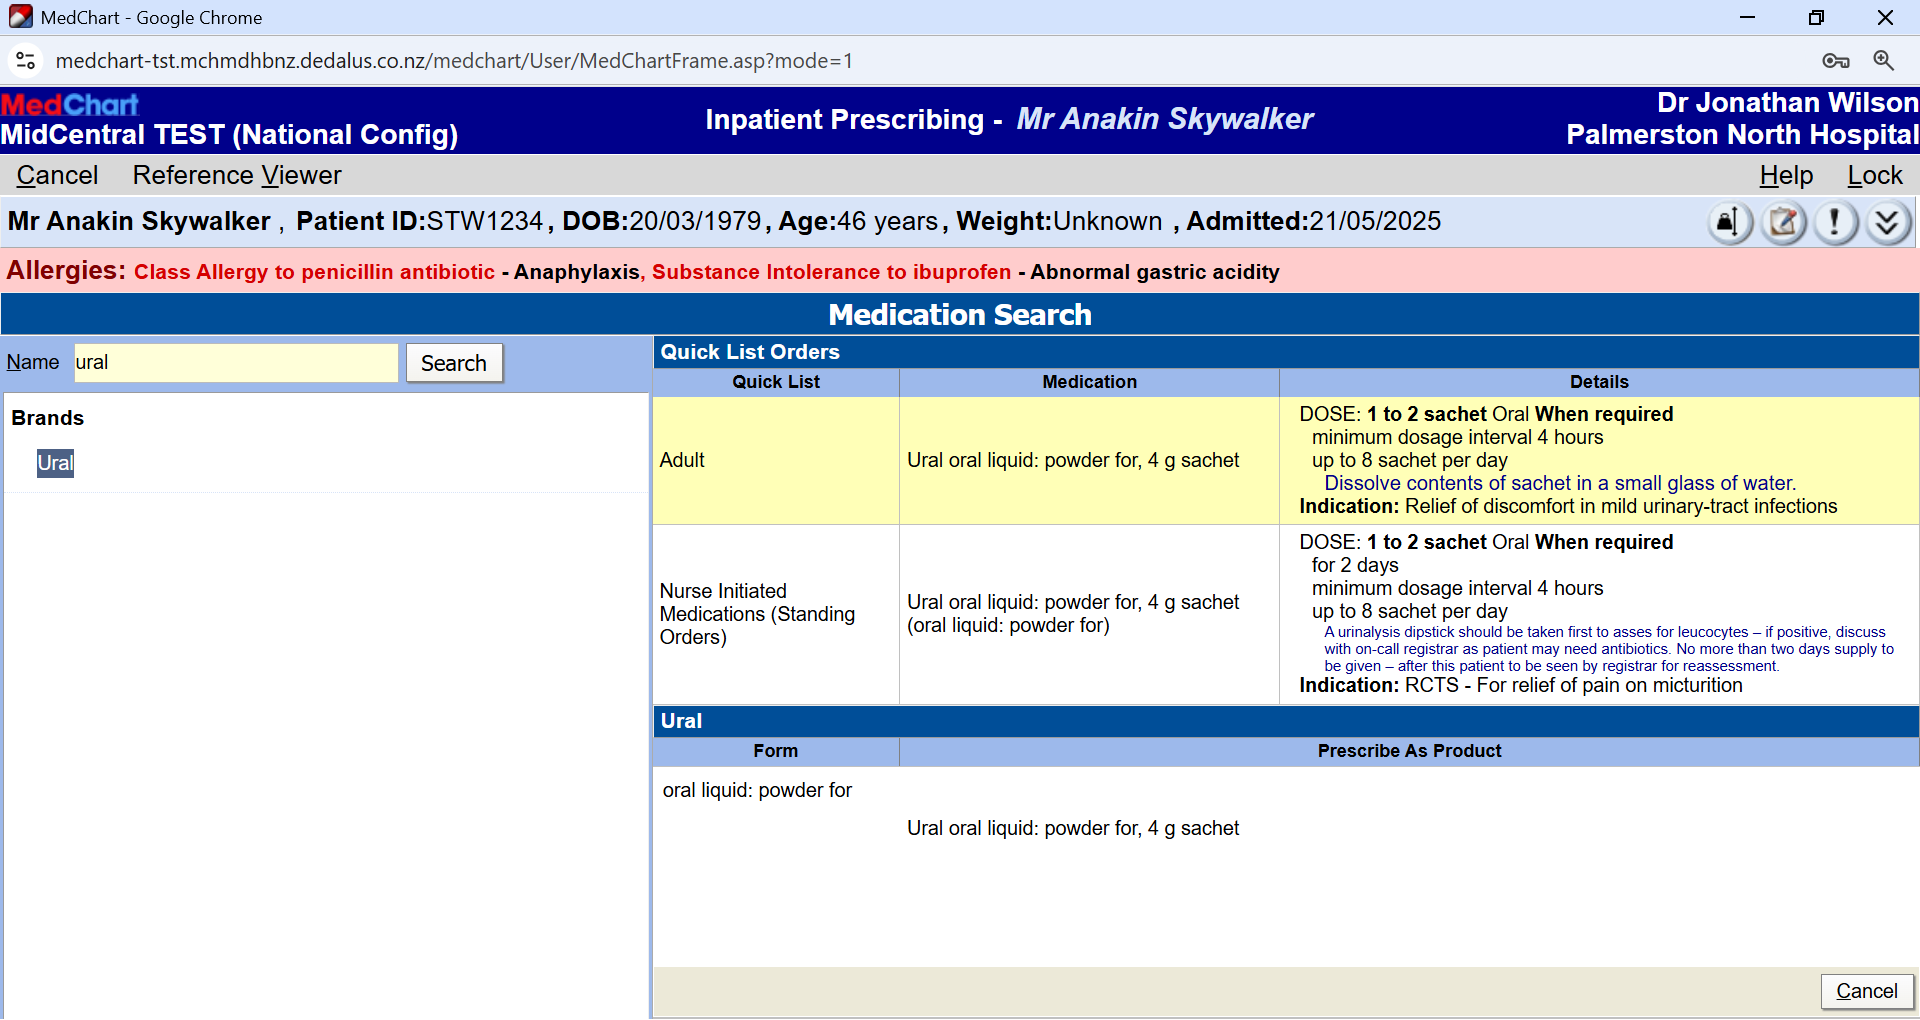 MedChart - Google Chrome
medchart-tst.mchmdhbnz.dedalus.co.nz/medchart/User/MedChartFrame.asp?mode=1
MedChart
MidCentral TEST (National Config)
Inpatient Prescribing - Mr Anakin Skywalker
Dr Jonathan Wilson
Palmerston North Hospital
Cancel Reference Viewer Help Lock
Mr Anakin Skywalker , Patient ID:STW1234, DOB:20/03/1979, Age:46 years, Weight:Unknown , Admitted:21/05/2025
Allergies: Class Allergy to penicillin antibiotic - Anaphylaxis, Substance Intolerance to ibuprofen - Abnormal gastric acidity
Medication Search
Name ural Search
Brands
Ural
Quick List Orders
Quick List Medication Details
Adult
Ural oral liquid: powder for, 4 g sachet
DOSE: 1 to 2 sachet Oral When required
minimum dosage interval 4 hours
up to 8 sachet per day
Dissolve contents of sachet in a small glass of water.
Indication: Relief of discomfort in mild urinary-tract infections
Nurse Initiated
Medications (Standing
Orders)
Ural oral liquid: powder for, 4 g sachet
(oral liquid: powder for)
DOSE: 1 to 2 sachet Oral When required
for 2 days
minimum dosage interval 4 hours
up to 8 sachet per day
A urinalysis dipstick should be taken first to asses for leucocytes – if positive, discuss
with on-call registrar as patient may need antibiotics. No more than two days supply to
be given – after this patient to be seen by registrar for reassessment.
Indication: RCTS - For relief of pain on micturition
Ural
Form Prescribe As Product
oral liquid: powder for
Ural oral liquid: powder for, 4 g sachet
Cancel